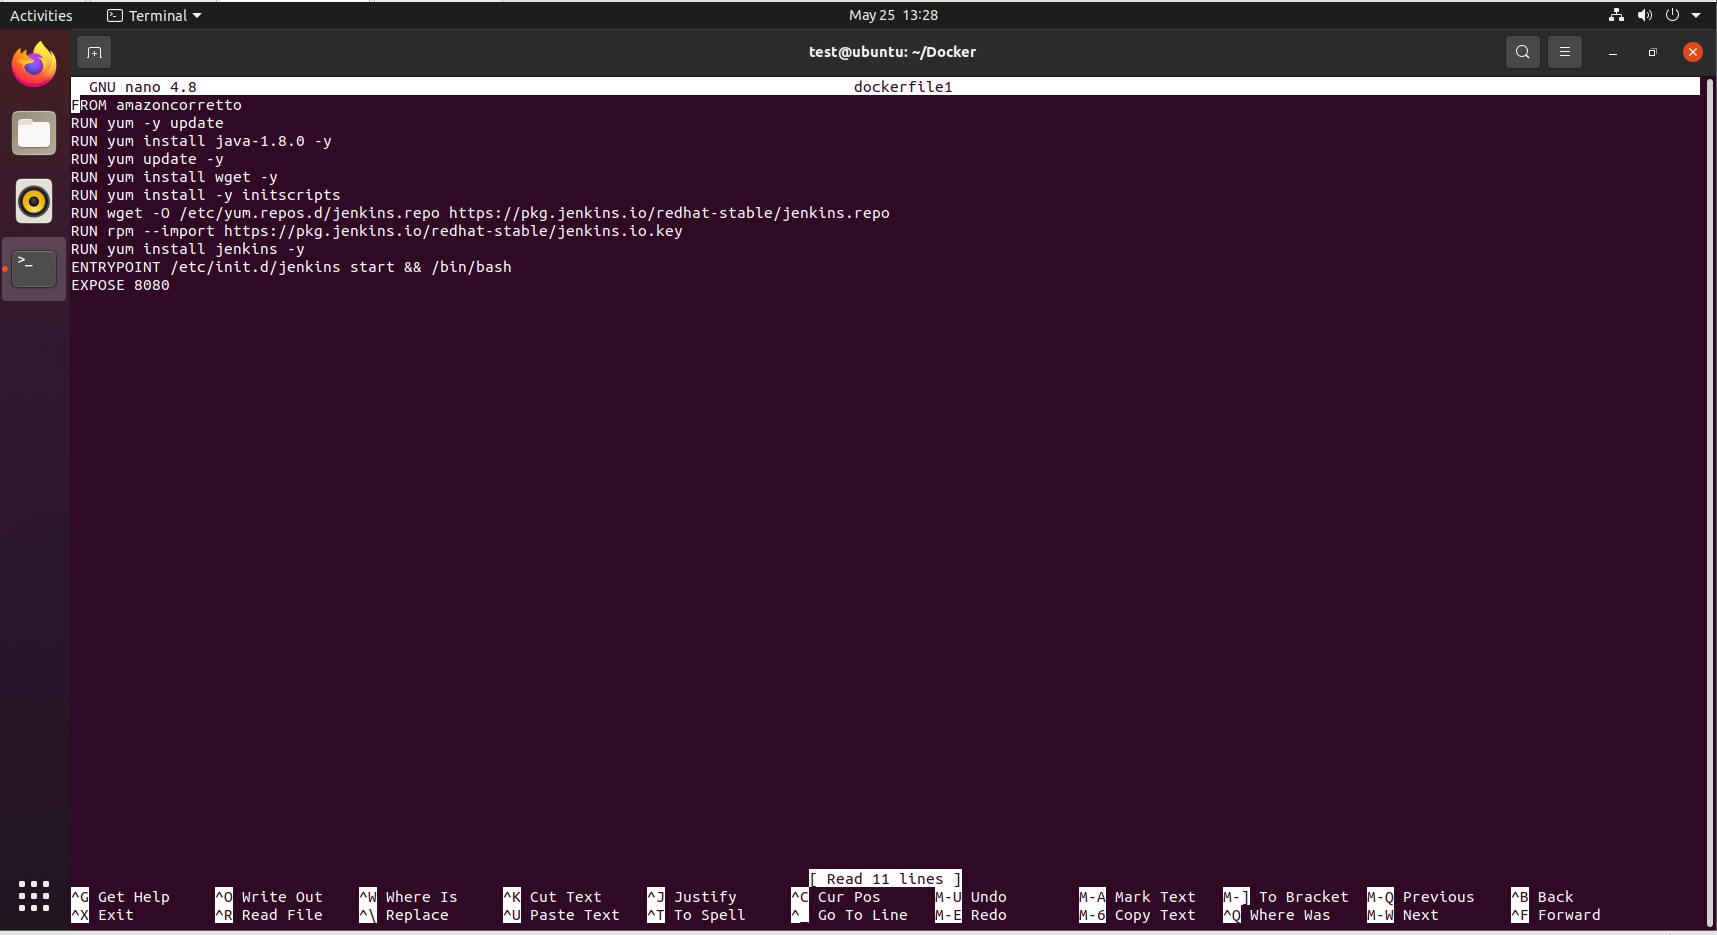 Activities Terminal May 25 13:28
test@ubuntu: ~/Docker
GNU nano 4.8 dockerfile1
FROM amazoncorretto
RUN yum -y update
RUN yum install java-1.8.0 -y
RUN yum update -y
RUN yum install wget -y
RUN yum install -y initscripts
RUN wget -O /etc/yum.repos.d/jenkins.repo https://pkg.jenkins.io/redhat-stable/jenkins.repo
RUN rpm --import https://pkg.jenkins.io/redhat-stable/jenkins.io.key
RUN yum install jenkins -y
ENTRYPOINT /etc/init.d/jenkins start && /bin/bash
EXPOSE 8080
>_
[ Read 11 lines ]
^G Get Help ^O Write Out ^W Where Is ^K Cut Text ^J Justify ^C Cur Pos M-U Undo M-A Mark Text M-] To Bracket M-Q Previous ^B Back
^X Exit ^R Read File ^\ Replace ^U Paste Text ^T To Spell ^_ Go To Line M-E Redo M-6 Copy Text ^Q Where Was M-W Next ^F Forward